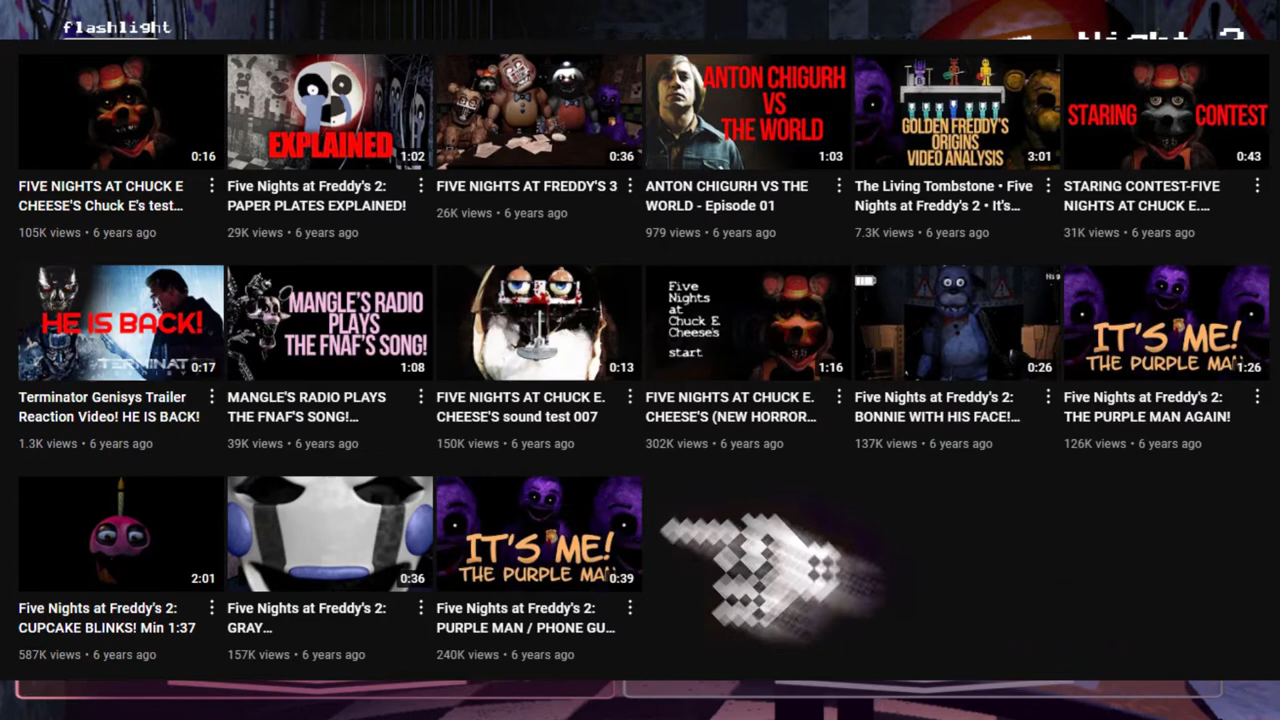 flashlight
Night 2
0:16
FIVE NIGHTS AT CHUCK E
CHEESE'S Chuck E's test...
105K views • 6 years ago
EXPLAINED
1:02
Five Nights at Freddy's 2:
PAPER PLATES EXPLAINED!
29K views • 6 years ago
0:36
FIVE NIGHTS AT FREDDY'S 3
26K views • 6 years ago
ANTON CHIGURH
VS
THE WORLD
1:03
ANTON CHIGURH VS THE
WORLD - Episode 01
979 views • 6 years ago
GOLDEN FREDDY'S
ORIGINS
VIDEO ANALYSIS
3:01
The Living Tombstone • Five
Nights at Freddy's 2 • It's...
7.3K views • 6 years ago
STARING CONTEST
0:43
STARING CONTEST-FIVE
NIGHTS AT CHUCK E....
31K views • 6 years ago
HE IS BACK!
TERMINAT
0:17
Terminator Genisys Trailer
Reaction Video! HE IS BACK!
1.3K views • 6 years ago
MANGLE'S RADIO
PLAYS
THE FNAF'S SONG!
1:08
MANGLE'S RADIO PLAYS
THE FNAF'S SONG!...
39K views • 6 years ago
0:13
FIVE NIGHTS AT CHUCK E.
CHEESE'S sound test 007
150K views • 6 years ago
Five
Nights
at
Chuck E
Cheese's
start
1:16
FIVE NIGHTS AT CHUCK E.
CHEESE'S (NEW HORROR...
302K views • 6 years ago
0:26
Five Nights at Freddy's 2:
BONNIE WITH HIS FACE!...
137K views • 6 years ago
IT'S ME!
THE PURPLE MAN
1:26
Five Nights at Freddy's 2:
THE PURPLE MAN AGAIN!
126K views • 6 years ago
2:01
Five Nights at Freddy's 2:
CUPCAKE BLINKS! Min 1:37
587K views • 6 years ago
0:36
Five Nights at Freddy's 2:
GRAY...
157K views • 6 years ago
IT'S ME!
THE PURPLE MAN
0:39
Five Nights at Freddy's 2:
PURPLE MAN / PHONE GU...
240K views • 6 years ago